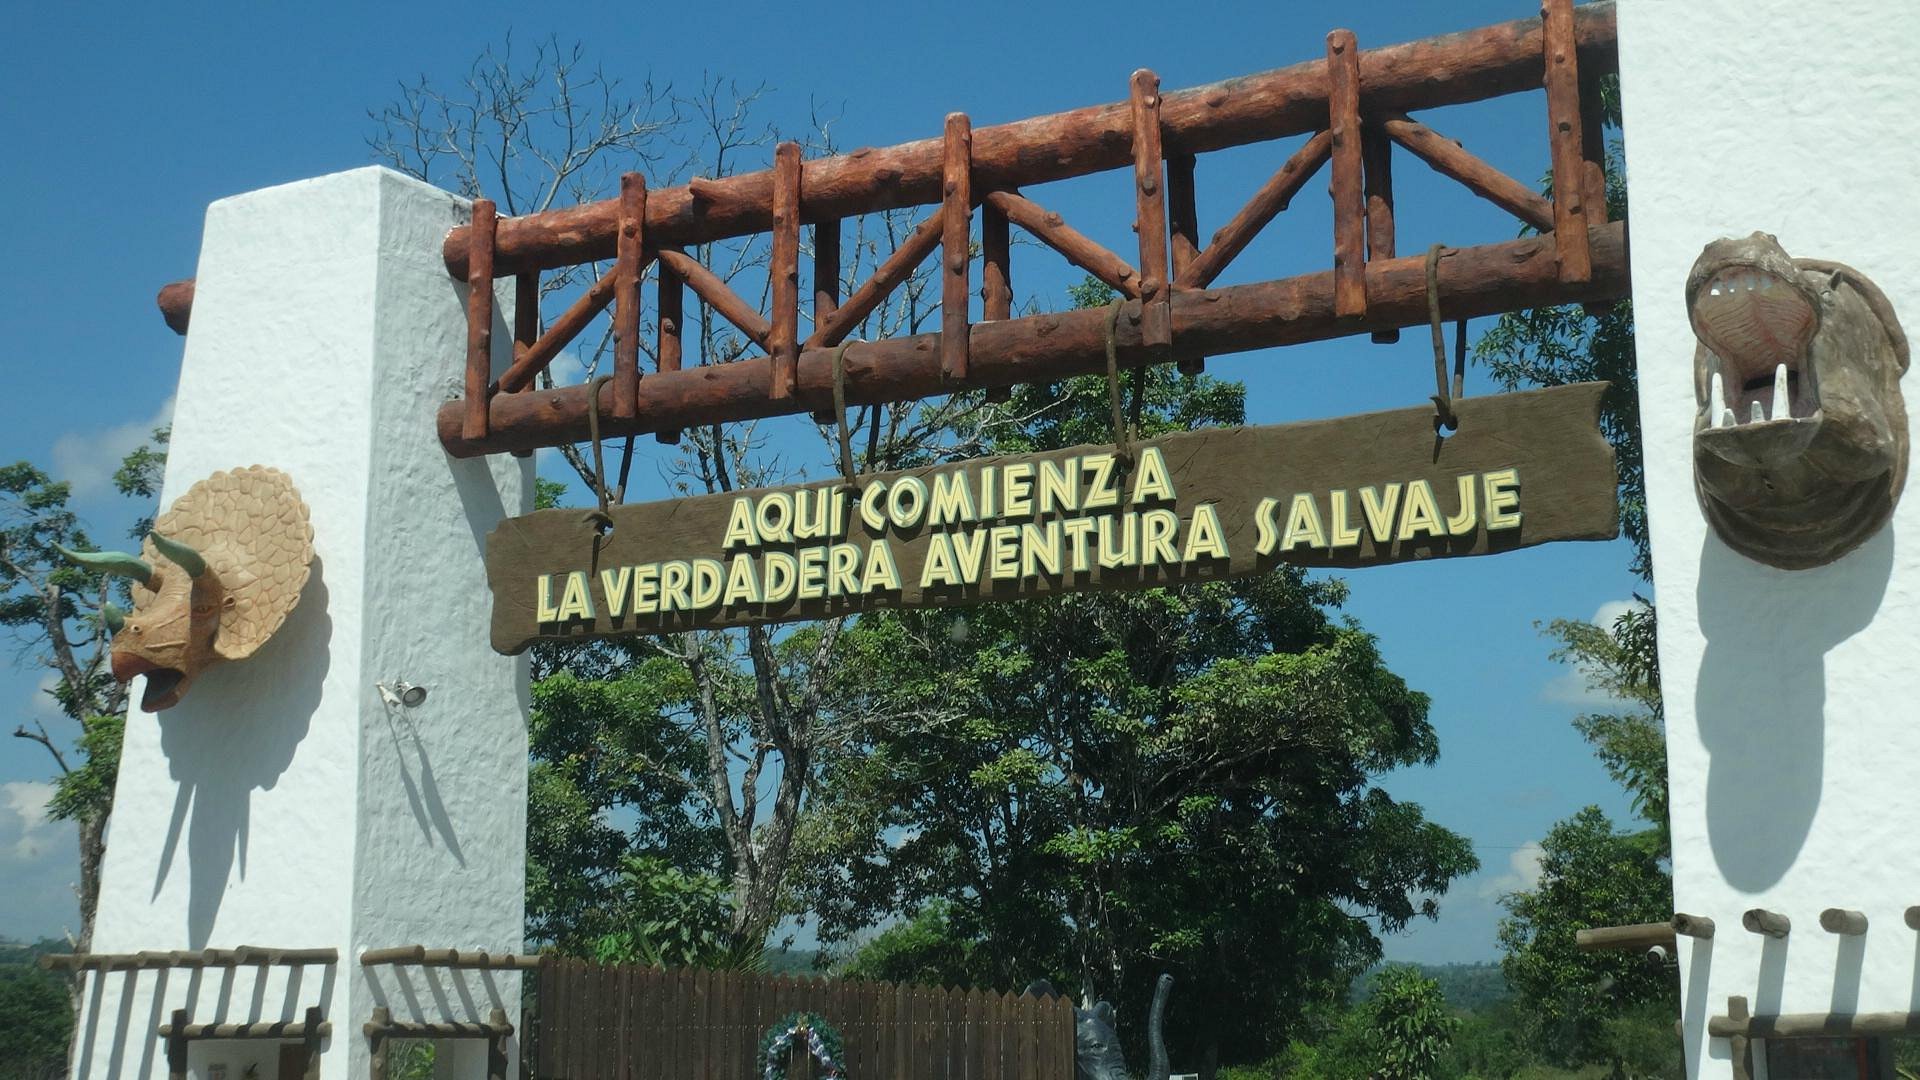 AQUI COMIENZA
LA VERDADERA AVENTURA SALVAJE